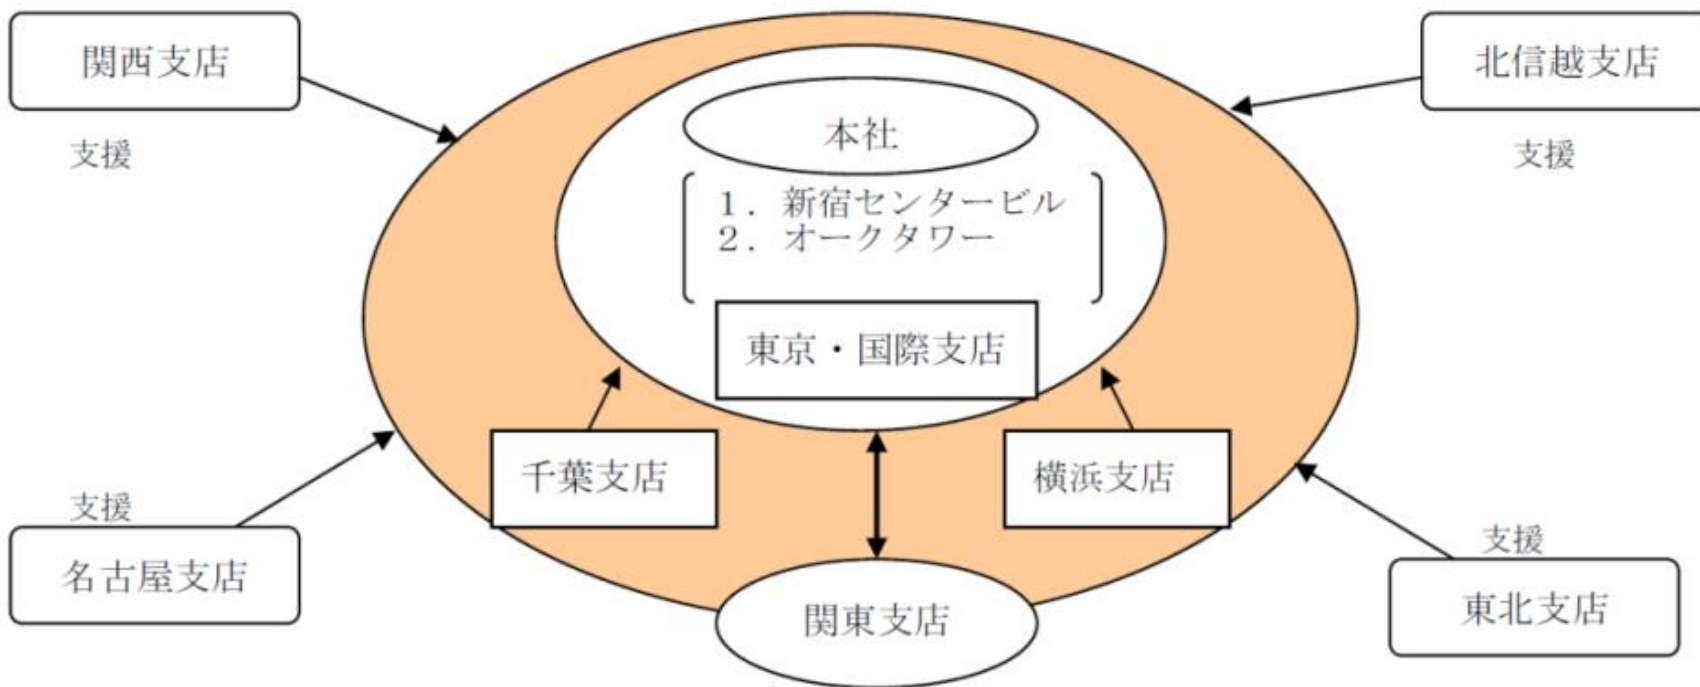 関西支店
北信越支店
支援
本社
支援
1. 新宿センタービル
2. オークタワー
東京・国際支店
千葉支店
横浜支店
支援
支援
名古屋支店
東北支店
関東支店